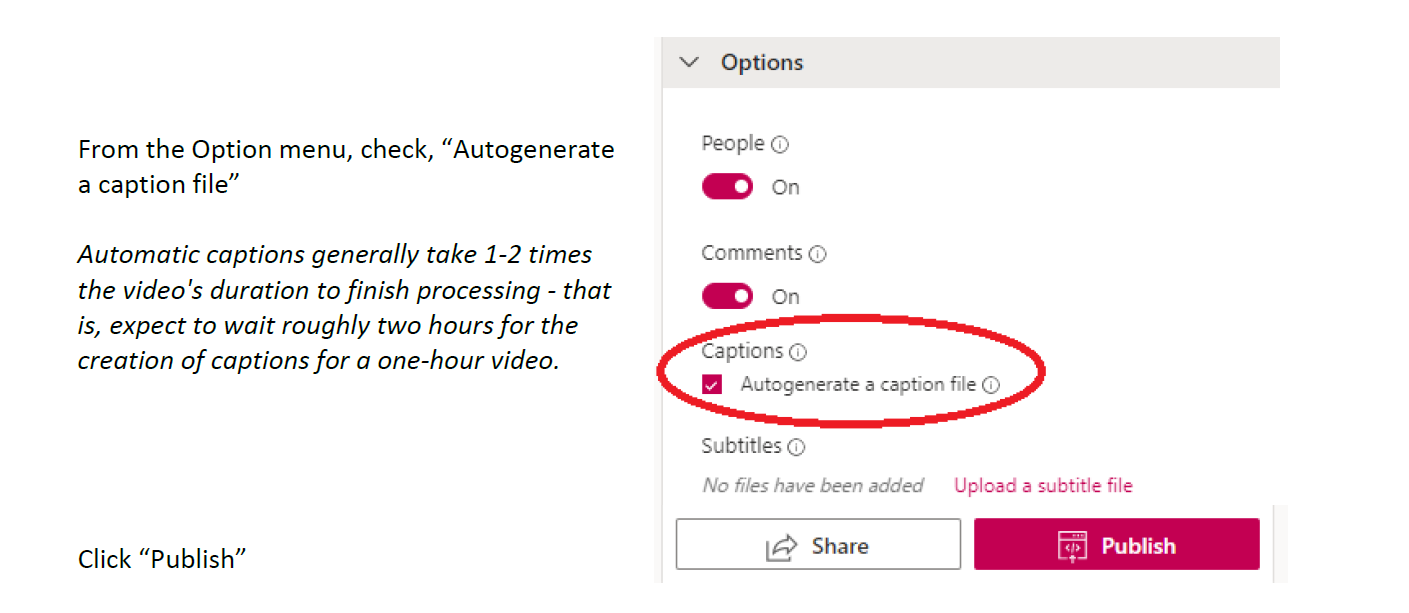 From the Option menu, check, “Autogenerate
a caption file”
Automatic captions generally take 1-2 times
the video's duration to finish processing - that
is, expect to wait roughly two hours for the
creation of captions for a one-hour video.
Click “Publish”
Options
People
On
Comments
On
Captions
Autogenerate a caption file
Subtitles
No files have been added Upload a subtitle file
Share Publish